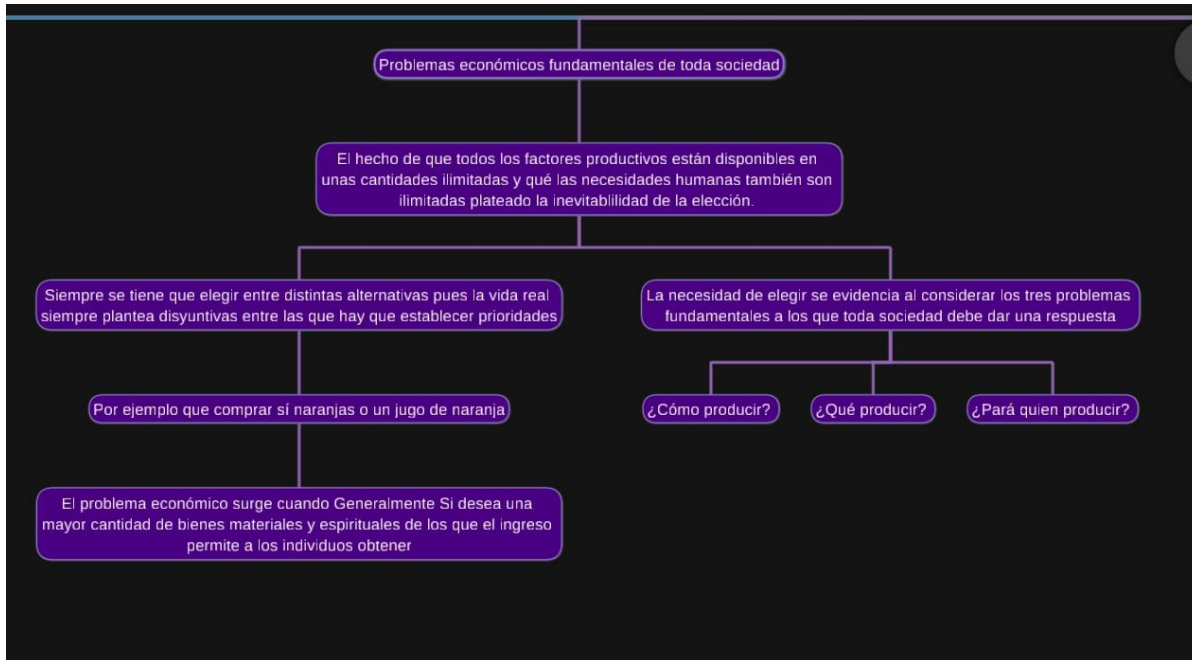 Problemas económicos fundamentales de toda sociedad
El hecho de que todos los factores productivos están disponibles en
unas cantidades ilimitadas y qué las necesidades humanas también son
ilimitadas plateado la inevitablilidad de la elección.
Siempre se tiene que elegir entre distintas alternativas pues la vida real
siempre plantea disyuntivas entre las que hay que establecer prioridades
La necesidad de elegir se evidencia al considerar los tres problemas
fundamentales a los que toda sociedad debe dar una respuesta
Por ejemplo que comprar sí naranjas o un jugo de naranja
¿Cómo producir?
¿Qué producir?
¿Pará quien producir?
El problema económico surge cuando Generalmente Si desea una
mayor cantidad de bienes materiales y espirituales de los que el ingreso
permite a los individuos obtener